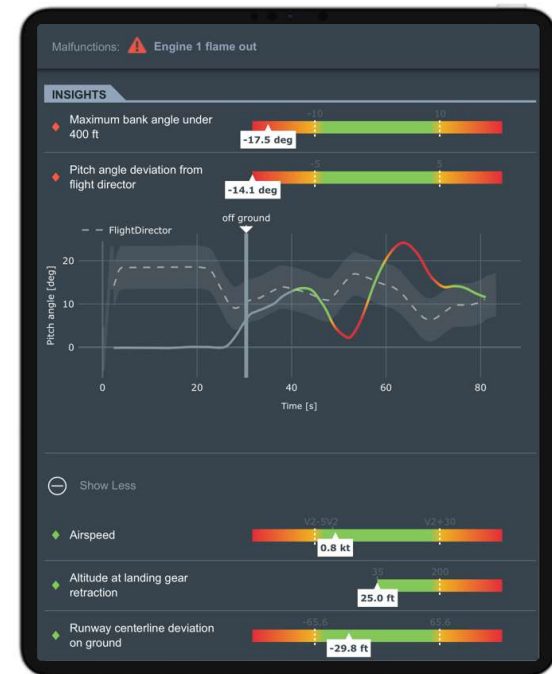 Malfunctions: Engine 1 flame out
INSIGHTS
Maximum bank angle under
400 ft
-10 10
-17.5 deg
Pitch angle deviation from
flight director
-5 5
-14.1 deg
off ground
FlightDirector
Pitch angle [deg]
20
10
0
0 20 40 60 80
Time [s]
Show Less
Airspeed
V2-5V2 V2+30
0.8 kt
Altitude at landing gear
retraction
35 200
25.0 ft
Runway centerline deviation
on ground
-65.6 65.6
-29.8 ft